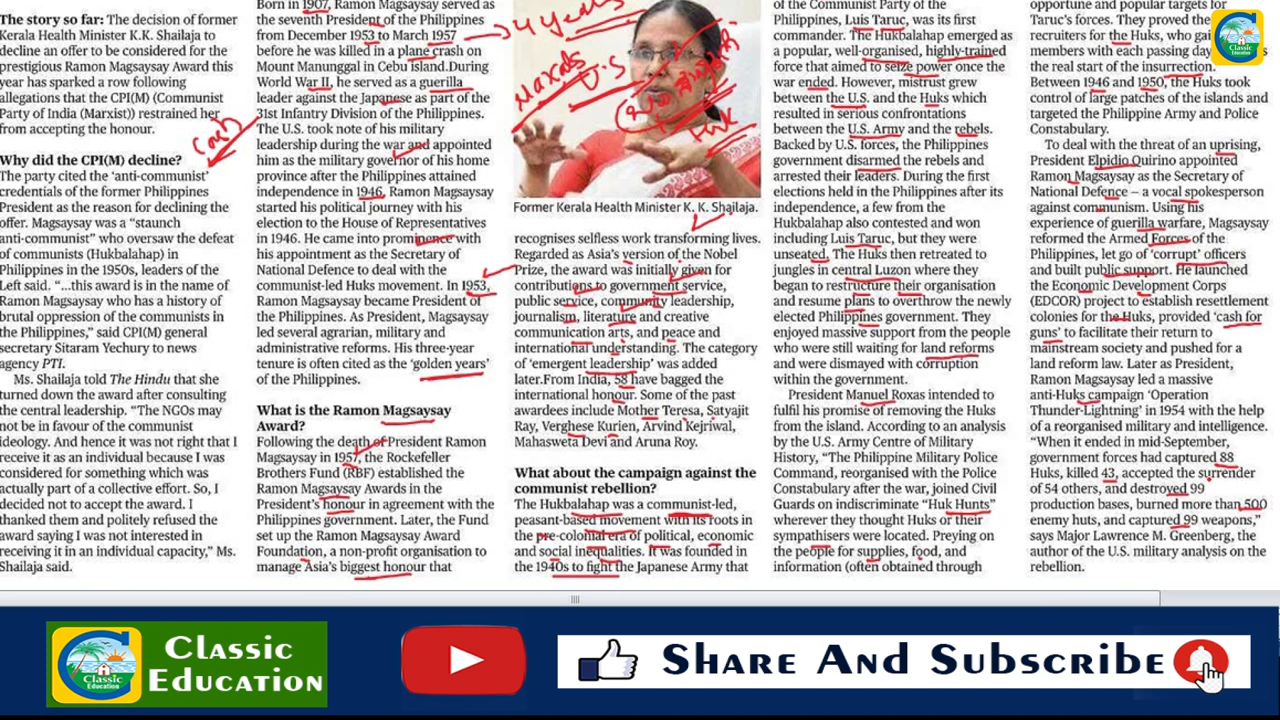 The story so far: The decision of former
Kerala Health Minister K.K. Shailaja to
decline an offer to be considered for the
prestigious Ramon Magsaysay Award this
year has sparked a row following
allegations that the CPI(M) (Communist
Party of India (Marxist)) restrained her
from accepting the honour.
Why did the CPI(M) decline?
The party cited the ‘anti-communist’
credentials of the former Philippines
President as the reason for declining the
offer. Magsaysay was a “staunch
anti-communist” who oversaw the defeat
of communists (Hukbalahap) in
Philippines in the 1950s, leaders of the
Left said. “...this award is in the name of
Ramon Magsaysay who has a history of
brutal oppression of the communists in
the Philippines,” said CPI(M) general
secretary Sitaram Yechury to news
agency PTI.
Ms. Shailaja told The Hindu that she
turned down the award after consulting
the central leadership. “The NGOs may
not be in favour of the communist
ideology. And hence it was not right that I
receive it as an individual because I was
considered for something which was
actually part of a collective effort. So, I
decided not to accept the award. I
thanked them and politely refused the
award saying I was not interested in
receiving it in an individual capacity,” Ms.
Shailaja said.
Born in 1907, Ramon Magsaysay served as
the seventh President of the Philippines
from December 1953 to March 1957
before he was killed in a plane crash on
Mount Manunggal in Cebu island.During
World War II, he served as a guerilla
leader against the Japanese as part of the
31st Infantry Division of the Philippines.
The U.S. took note of his military
leadership during the war and appointed
him as the military governor of his home
province after the Philippines attained
independence in 1946, Ramon Magsaysay
started his political journey with his
election to the House of Representatives
in 1946. He came into prominence with
his appointment as the Secretary of
National Defence to deal with the
communist-led Huks movement. In 1953,
Ramon Magsaysay became President of
the Philippines. As President, Magsaysay
led several agrarian, military and
administrative reforms. His three-year
tenure is often cited as the ‘golden years’
of the Philippines.
What is the Ramon Magsaysay
Award?
Following the death of President Ramon
Magsaysay in 1957, the Rockefeller
Brothers Fund (RBF) established the
Ramon Magsaysay Awards in the
President’s honour in agreement with the
Philippines government. Later, the Fund
set up the Ramon Magsaysay Award
Foundation, a non-profit organisation to
manage Asia’s biggest honour that
4 years
U.S
Huk
Former Kerala Health Minister K. K. Shailaja.
recognises selfless work transforming lives.
Regarded as Asia’s version of the Nobel
Prize, the award was initially given for
contributions to government service,
public service, community leadership,
journalism, literature and creative
communication arts, and peace and
international understanding. The category
of ‘emergent leadership’ was added
later.From India, 58 have bagged the
international honour. Some of the past
awardees include Mother Teresa, Satyajit
Ray, Verghese Kurien, Arvind Kejriwal,
Mahasweta Devi and Aruna Roy.
What about the campaign against the
communist rebellion?
The Hukbalahap was a communist-led,
peasant-based movement with its roots in
the pre-colonial era of political, economic
and social inequalities. It was founded in
the 1940s to fight the Japanese Army that
of the Communist Party of the
Philippines, Luis Taruc, was its first
commander. The Hukbalahap emerged as
a popular, well-organised, highly-trained
force that aimed to seize power once the
war ended. However, mistrust grew
between the U.S. and the Huks which
resulted in serious confrontations
between the U.S. Army and the rebels.
Backed by U.S. forces, the Philippines
government disarmed the rebels and
arrested their leaders. During the first
elections held in the Philippines after its
independence, a few from the
Hukbalahap also contested and won
including Luis Taruc, but they were
unseated. The Huks then retreated to
jungles in central Luzon where they
began to restructure their organisation
and resume plans to overthrow the newly
elected Philippines government. They
enjoyed massive support from the people
who were still waiting for land reforms
and were dismayed with corruption
within the government.
President Manuel Roxas intended to
fulfil his promise of removing the Huks
from the island. According to an analysis
by the U.S. Army Centre of Military
History, “The Philippine Military Police
Command, reorganised with the Police
Constabulary after the war, joined Civil
Guards on indiscriminate “Huk Hunts”
wherever they thought Huks or their
sympathisers were located. Preying on
the people for supplies, food, and
information (often obtained through
opportune and popular targets for
Taruc’s forces. They proved the
recruiters for the Huks, who ga
members with each passing day
the real start of the insurrection.
Between 1946 and 1950, the Huks took
control of large patches of the islands and
targeted the Philippine Army and Police
Constabulary.
To deal with the threat of an uprising,
President Elpidio Quirino appointed
Ramon Magsaysay as the Secretary of
National Defence – a vocal spokesperson
against communism. Using his
experience of guerilla warfare, Magsaysay
reformed the Armed Forces of the
Philippines, let go of ‘corrupt’ officers
and built public support. He launched
the Economic Development Corps
(EDCOR) project to establish resettlement
colonies for the Huks, provided ‘cash for
guns’ to facilitate their return to
mainstream society and pushed for a
land reform law. Later as President,
Ramon Magsaysay led a massive
anti-Huks campaign ‘Operation
Thunder-Lightning’ in 1954 with the help
of a reorganised military and intelligence.
“When it ended in mid-September,
government forces had captured 88
Huks, killed 43, accepted the surrender
of 54 others, and destroyed 99
production bases, burned more than 500
enemy huts, and captured 99 weapons,”
says Major Lawrence M. Greenberg, the
author of the U.S. military analysis on the
rebellion.
Classic
Education
Classic
Education
Classic
Education
Share And Subscribe